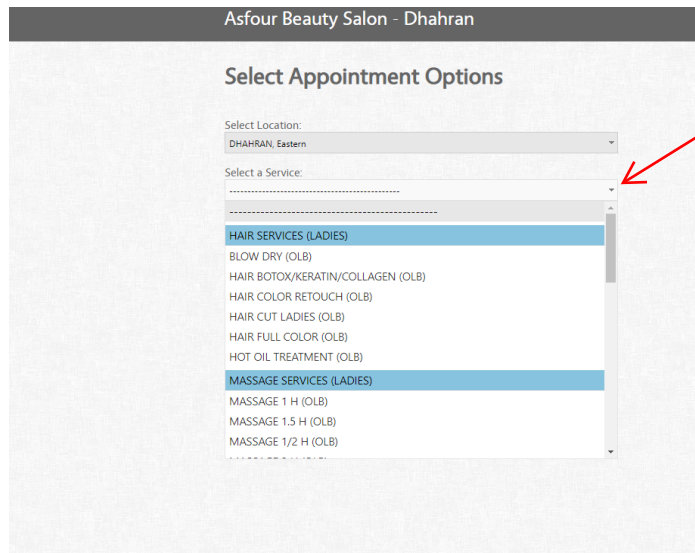 Asfour Beauty Salon - Dhahran
Select Appointment Options
Select Location:
DHAHRAN, Eastern
Select a Service:
-----------------------------------------------
-----------------------------------------------
HAIR SERVICES (LADIES)
BLOW DRY (OLB)
HAIR BOTOX/KERATIN/COLLAGEN (OLB)
HAIR COLOR RETOUCH (OLB)
HAIR CUT LADIES (OLB)
HAIR FULL COLOR (OLB)
HOT OIL TREATMENT (OLB)
MASSAGE SERVICES (LADIES)
MASSAGE 1 H (OLB)
MASSAGE 1.5 H (OLB)
MASSAGE 1/2 H (OLB)